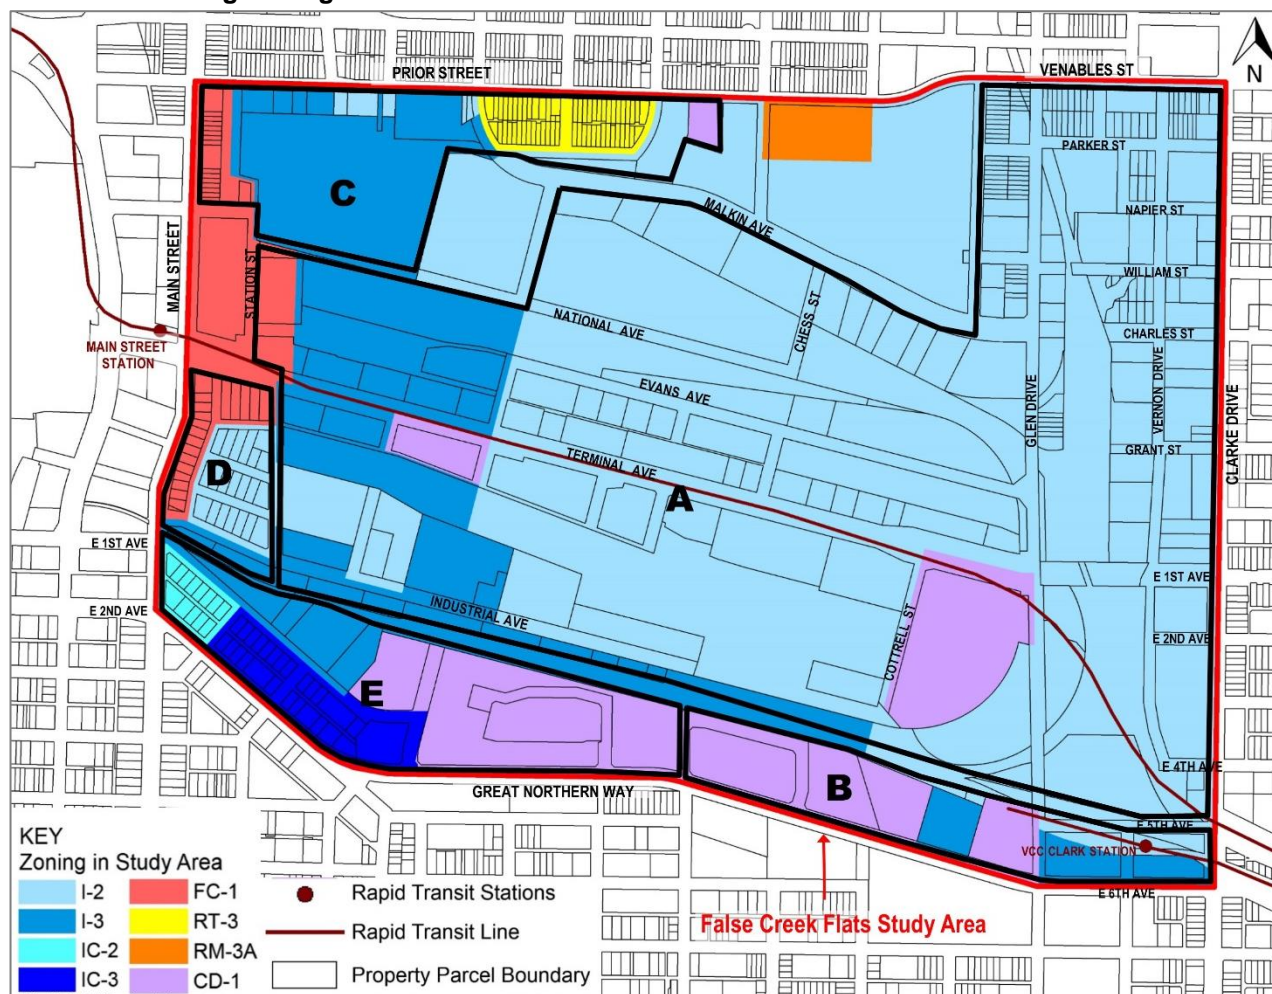 PRIOR STREET
VENABLES ST
N
PARKER ST
C
MALKIN AVE
NAPIER ST
MAIN STREET
STATION ST
WILLIAM ST
CHESS ST
NATIONAL AVE
CHARLES ST
MAIN STREET
STATION
VERNON DRIVE
EVANS AVE
GLEN DRIVE
CLARKE DRIVE
GRANT ST
D
TERMINAL AVE
A
E 1ST AVE
E 1ST AVE
E 2ND AVE
INDUSTRIAL AVE
E 2ND AVE
COTTRELL ST
E
E 4TH AVE
GREAT NORTHERN WAY
B
E 5TH AVE
VCC CLARK STATION
E 6TH AVE
False Creek Flats Study Area
KEY
Zoning in Study Area
I-2
FC-1
Rapid Transit Stations
I-3
RT-3
Rapid Transit Line
IC-2
RM-3A
Property Parcel Boundary
IC-3
CD-1